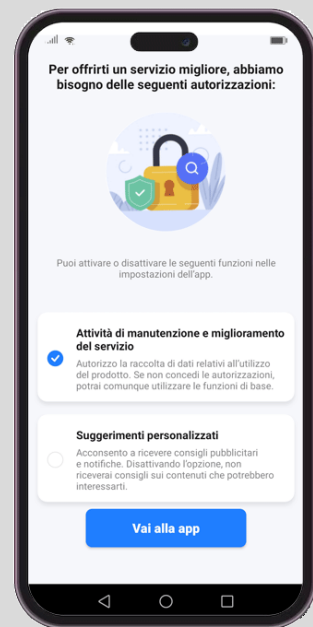 Per offrirti un servizio migliore, abbiamo
bisogno delle seguenti autorizzazioni:
Puoi attivare o disattivare le seguenti funzioni nelle
impostazioni dell'app.
Attività di manutenzione e miglioramento
del servizio
Autorizzo la raccolta di dati relativi all'utilizzo
del prodotto. Se non concedi le autorizzazioni,
potrai comunque utilizzare le funzioni di base.
Suggerimenti personalizzati
Acconsento a ricevere consigli pubblicitari
e notifiche. Disattivando l'opzione, non
riceverai consigli sui contenuti che potrebbero
interessarti.
Vai alla app